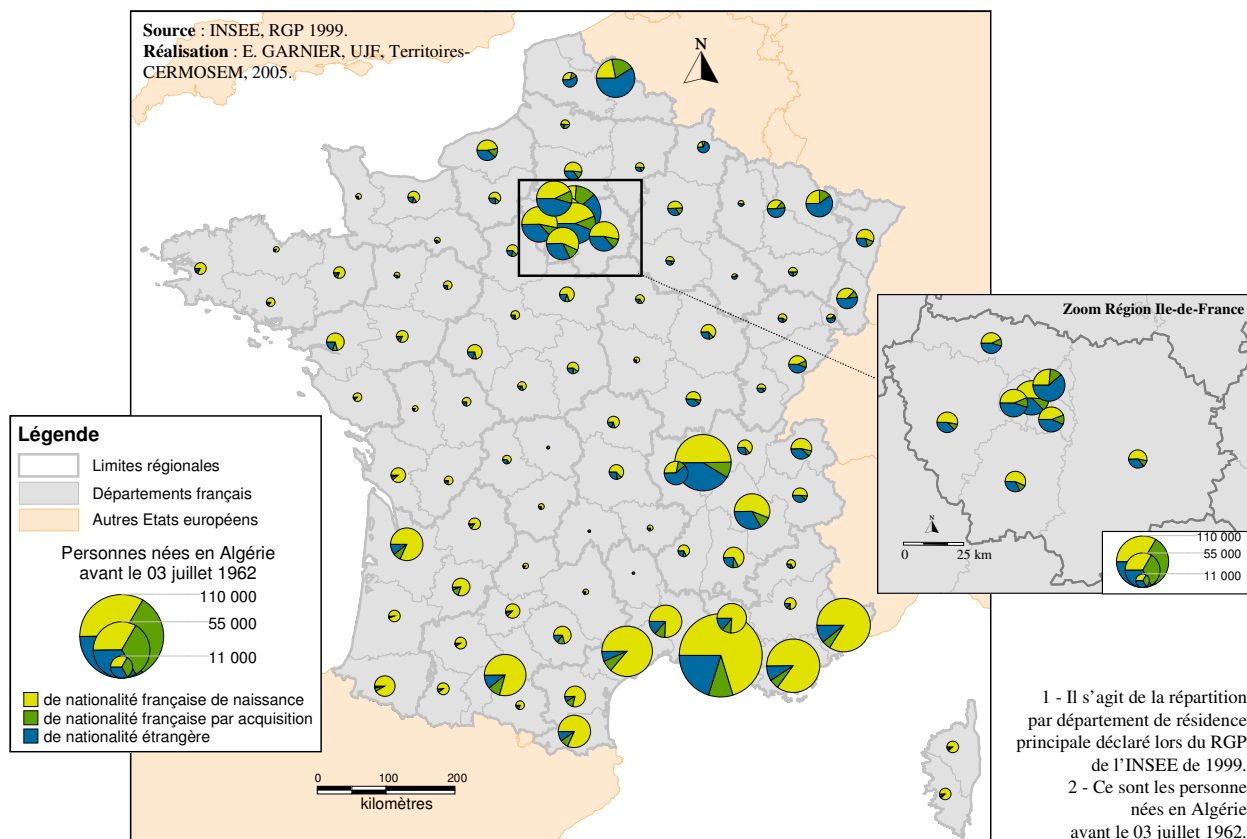 Source : INSEE, RGP 1999.
Réalisation : E. GARNIER, UJF, Territoires-
CERMOSEM, 2005.
N
Zoom Région Ile-de-France
N
0 25 km
110 000
55 000
11 000
Légende
Limites régionales
Départements français
Autres Etats européens
Personnes nées en Algérie
avant le 03 juillet 1962
110 000
55 000
11 000
de nationalité française de naissance
de nationalité française par acquisition
de nationalité étrangère
0 100 200
kilomètres
1 - Il s’agit de la répartition
par département de résidence
principale déclaré lors du RGP
de l’INSEE de 1999.
2 - Ce sont les personne
nées en Algérie
avant le 03 juillet 1962.